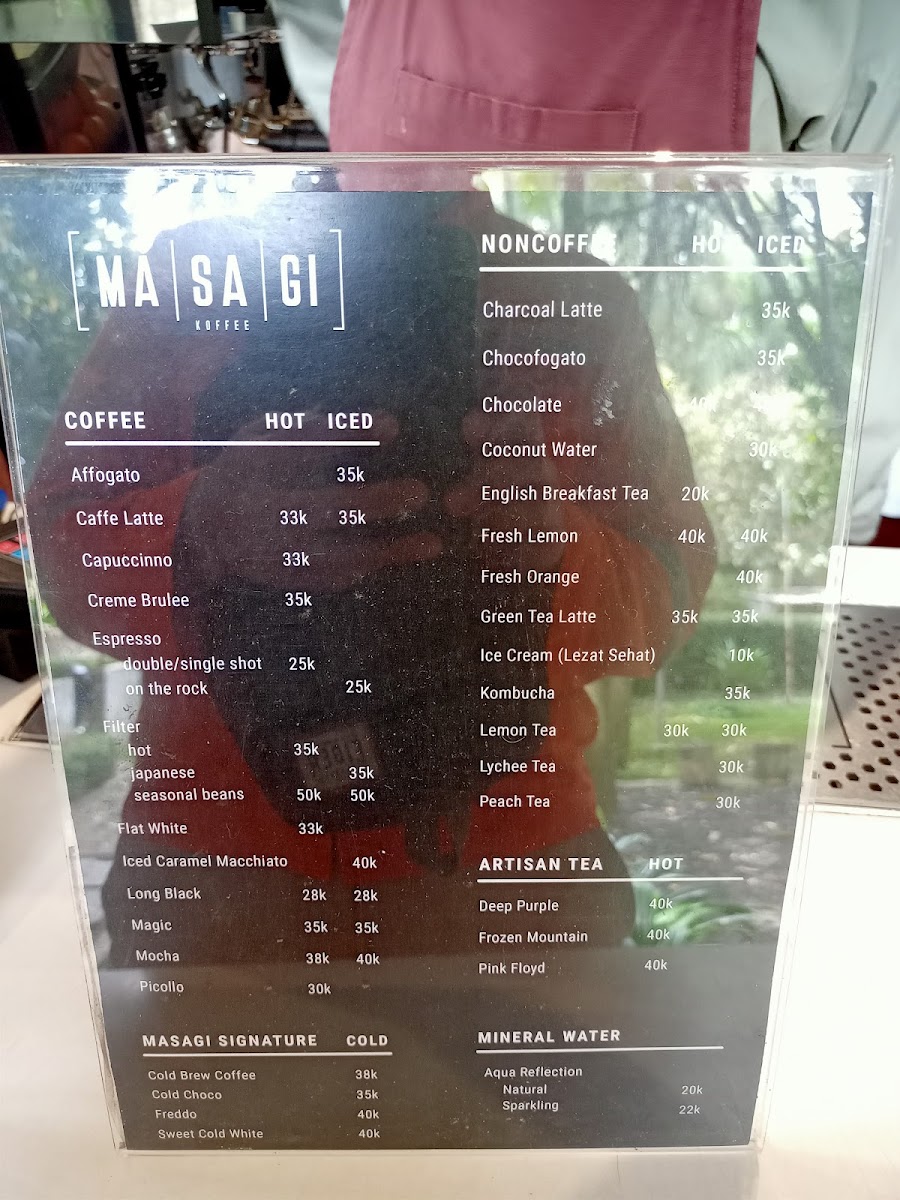 MA|SA|GI
KOFFEE
COFFEE HOT ICED
Affogato 35k
Caffe Latte 33k 35k
Capuccinno 33k
Creme Brulee 35k
Espresso
double/single shot 25k
on the rock 25k
Filter
hot 35k
japanese 35k
seasonal beans 50k 50k
Flat White 33k
Iced Caramel Macchiato 40k
Long Black 28k 28k
Magic 35k 35k
Mocha 38k 40k
Picollo 30k
MASAGI SIGNATURE COLD
Cold Brew Coffee 38k
Cold Choco 35k
Freddo 40k
Sweet Cold White 40k
NONCOFFEE HOT ICED
Charcoal Latte 35k
Chocofogato 35k
Chocolate 40k
Coconut Water 30k
English Breakfast Tea 20k
Fresh Lemon 40k 40k
Fresh Orange 40k
Green Tea Latte 35k 35k
Ice Cream (Lezat Sehat) 10k
Kombucha 35k
Lemon Tea 30k 30k
Lychee Tea 30k
Peach Tea 30k
ARTISAN TEA HOT
Deep Purple 40k
Frozen Mountain 40k
Pink Floyd 40k
MINERAL WATER
Aqua Reflection
Natural 20k
Sparkling 22k